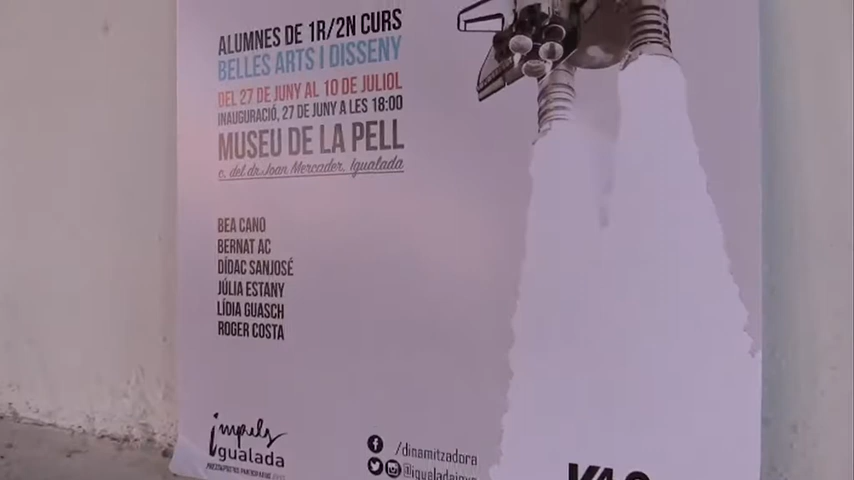 ALUMNES DE 1R/2N CURS
BELLES ARTS I DISSENY
DEL 27 DE JUNY AL 10 DE JULIOL
INAUGURACIÓ, 27 DE JUNY A LES 18:00
MUSEU DE LA PELL
c. del dr. Joan Mercader, Igualada
BEA CANO
BERNAT AC
DÍDAC SANJOSÉ
JÚLIA ESTANY
LÍDIA GUASCH
ROGER COSTA
impuls
igualada
/dinamitzadora